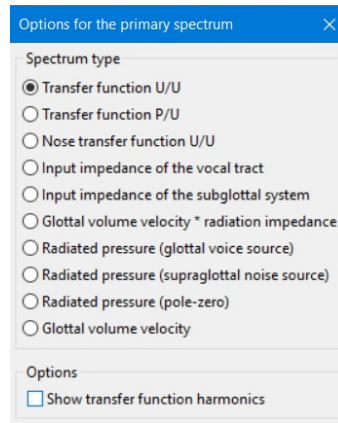 Options for the primary spectrum
Spectrum type
Transfer function U/U
Transfer function P/U
Nose transfer function U/U
Input impedance of the vocal tract
Input impedance of the subglottal system
Glottal volume velocity * radiation impedance
Radiated pressure (glottal voice source)
Radiated pressure (supraglottal noise source)
Radiated pressure (pole-zero)
Glottal volume velocity
Options
Show transfer function harmonics